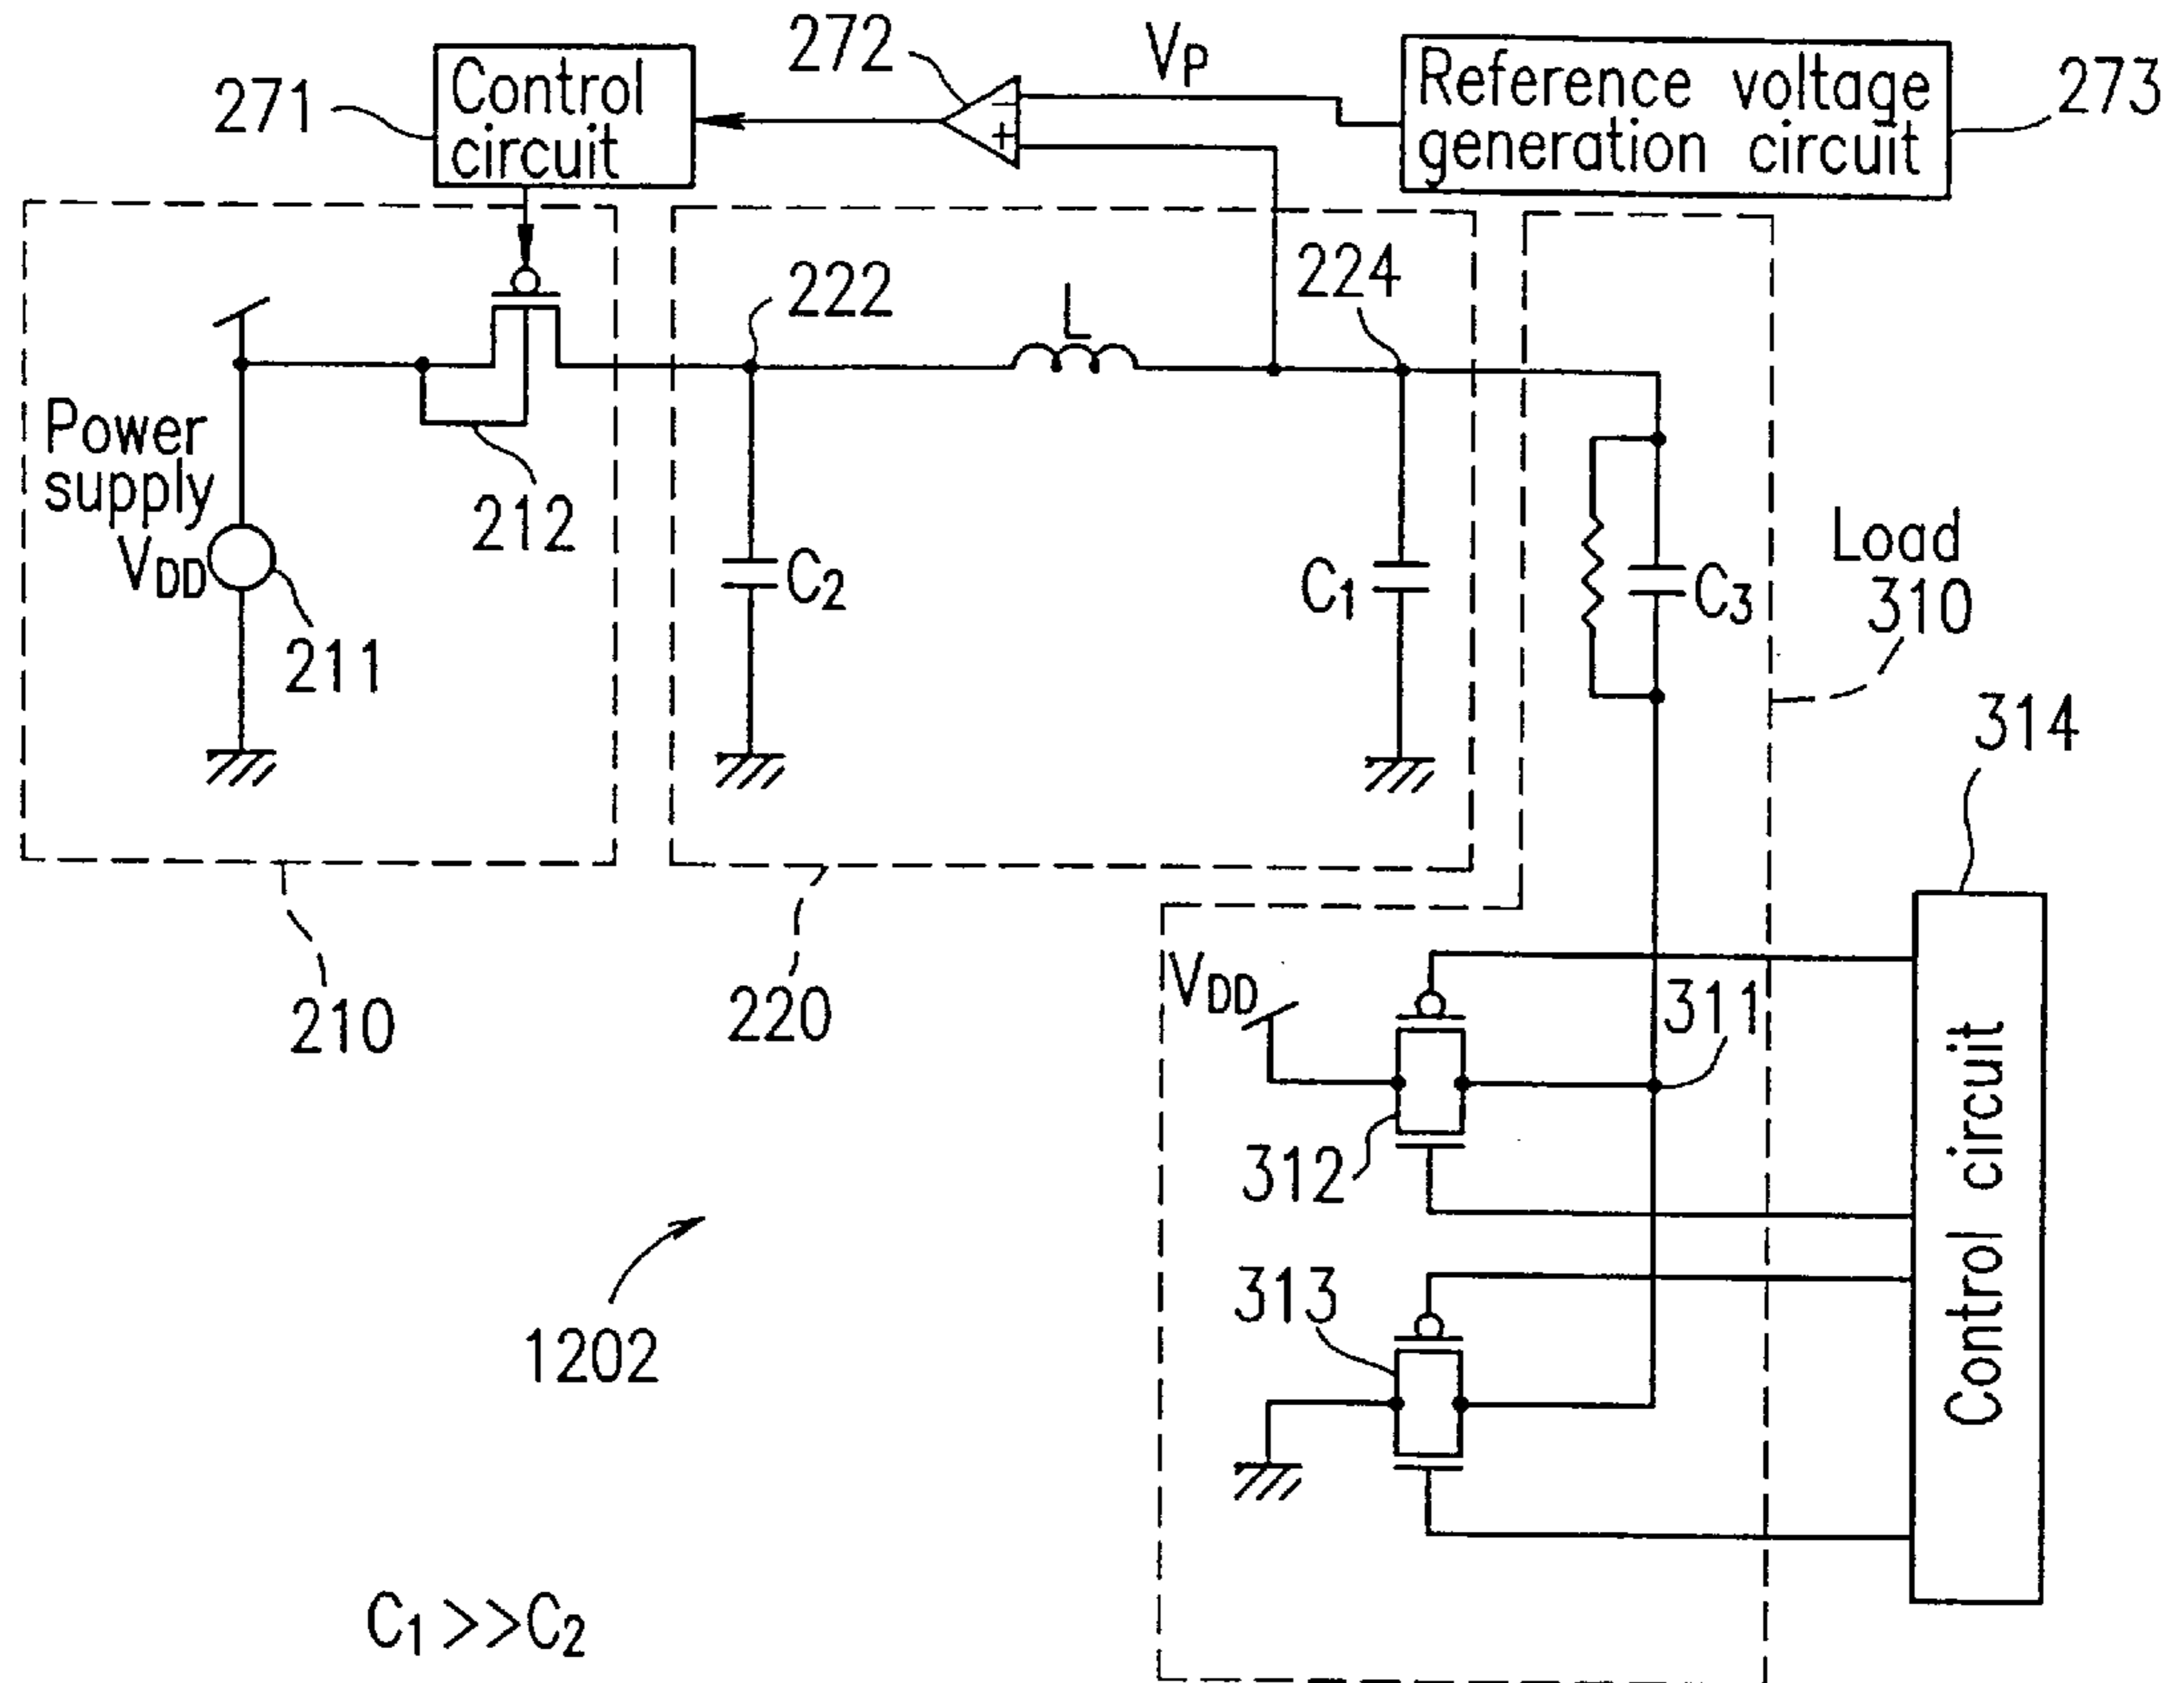 272
VP
Control
circuit
Reference voltage
generation circuit
271
273
222
L
224
Power
supply
VDD
212
C2
C1
C3
Load
310
211
314
210
220
VDD
311
312
Control circuit
313
1202
C1>>C2